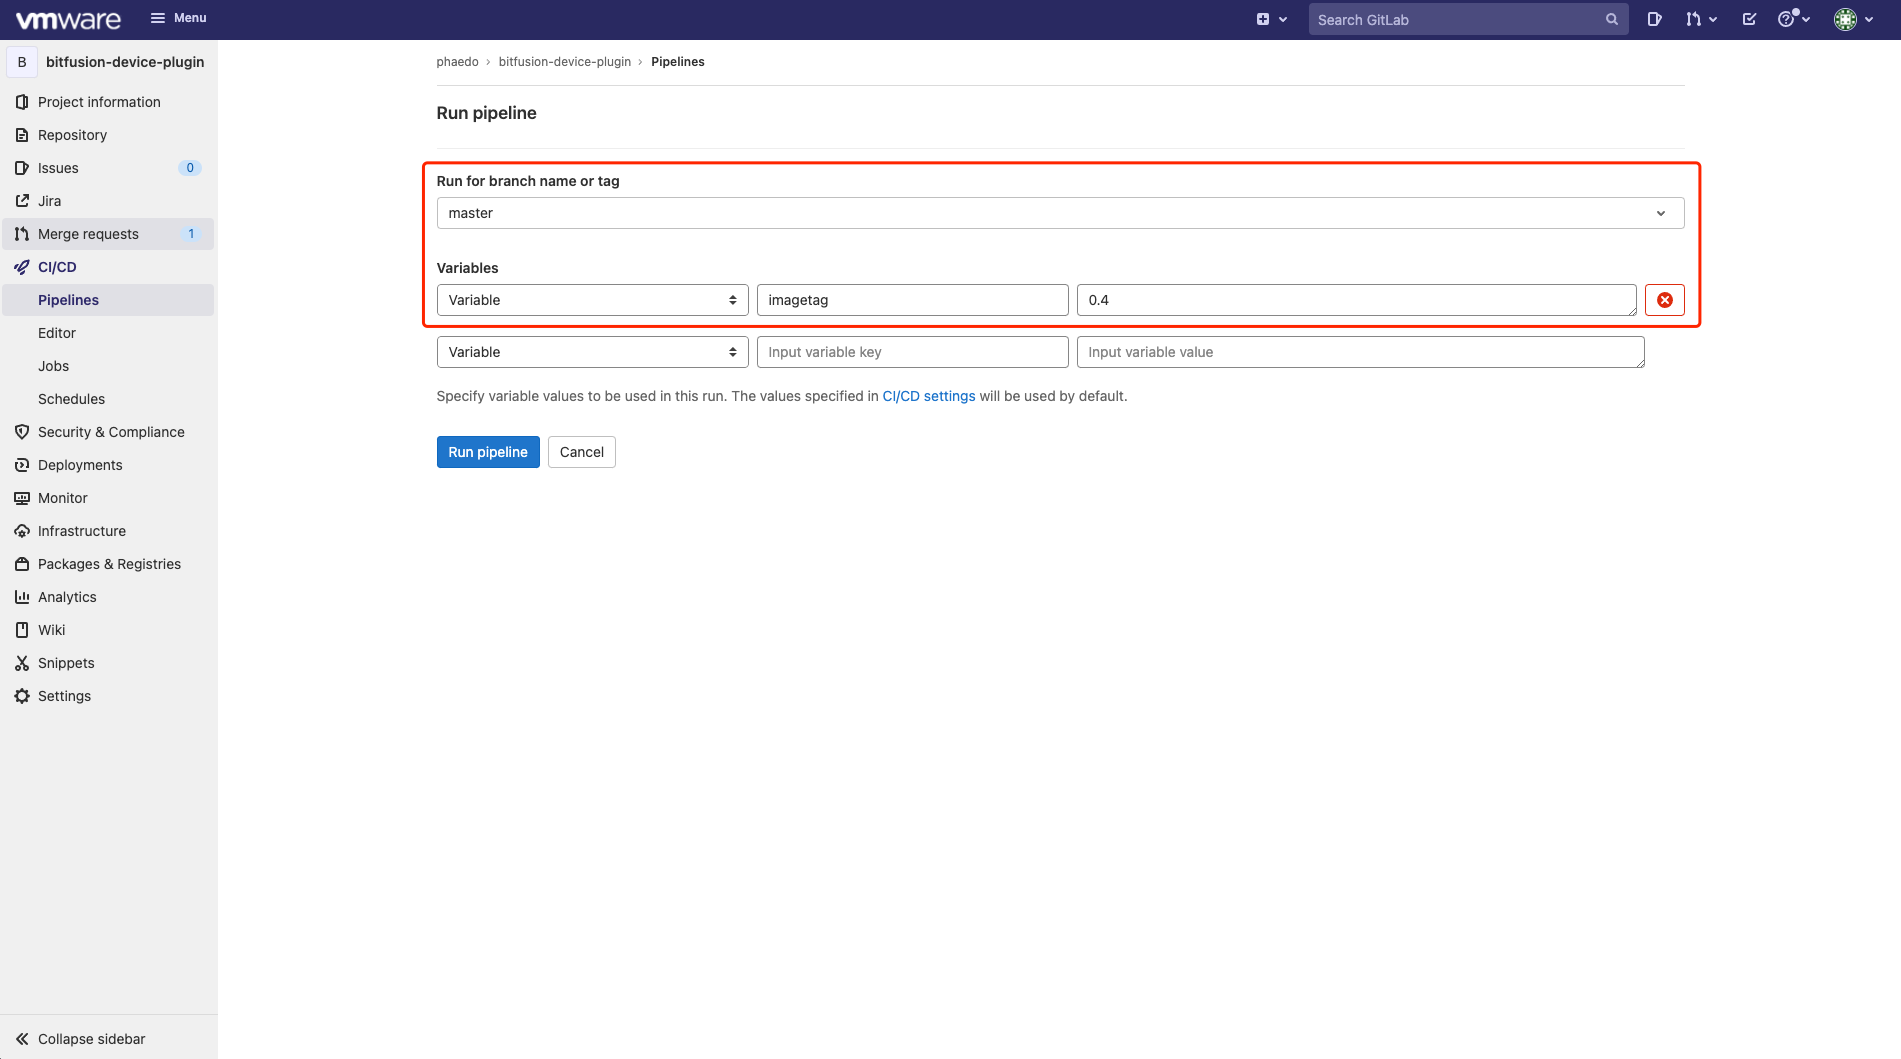 vmware Menu Search GitLab
B bitfusion-device-plugin
Project information
Repository
Issues 0
Jira
Merge requests 1
CI/CD
Pipelines
Editor
Jobs
Schedules
Security & Compliance
Deployments
Monitor
Infrastructure
Packages & Registries
Analytics
Wiki
Snippets
Settings
Collapse sidebar
phaedo › bitfusion-device-plugin › Pipelines
Run pipeline
Run for branch name or tag
master
Variables
Variable imagetag 0.4
Variable Input variable key Input variable value
Specify variable values to be used in this run. The values specified in CI/CD settings will be used by default.
Run pipeline Cancel